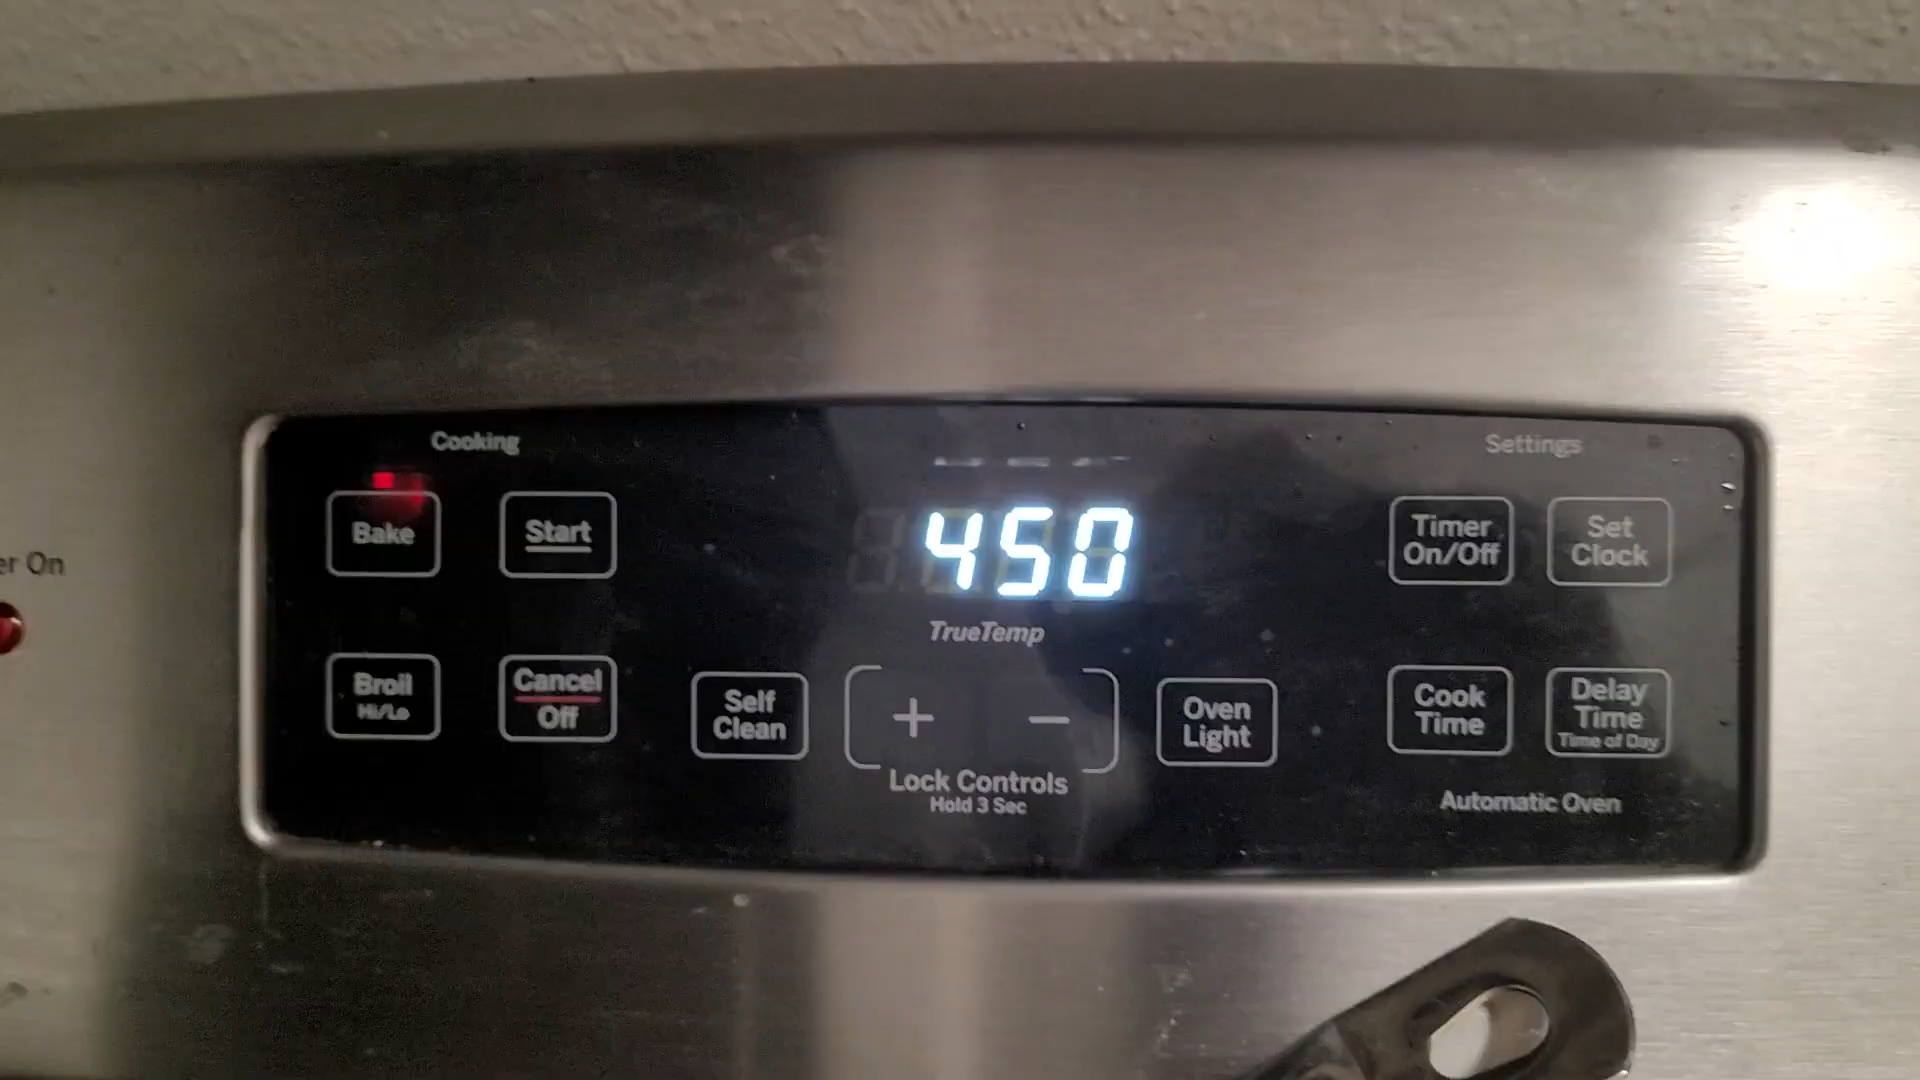 Cooking
Settings
Bake
Start
450
Timer
On/Off
Set
Clock
er On
TrueTemp
Broil
Hi/Lo
Cancel
Off
Self
Clean
+ −
Oven
Light
Cook
Time
Delay
Time
Time of Day
Lock Controls
Hold 3 Sec
Automatic Oven